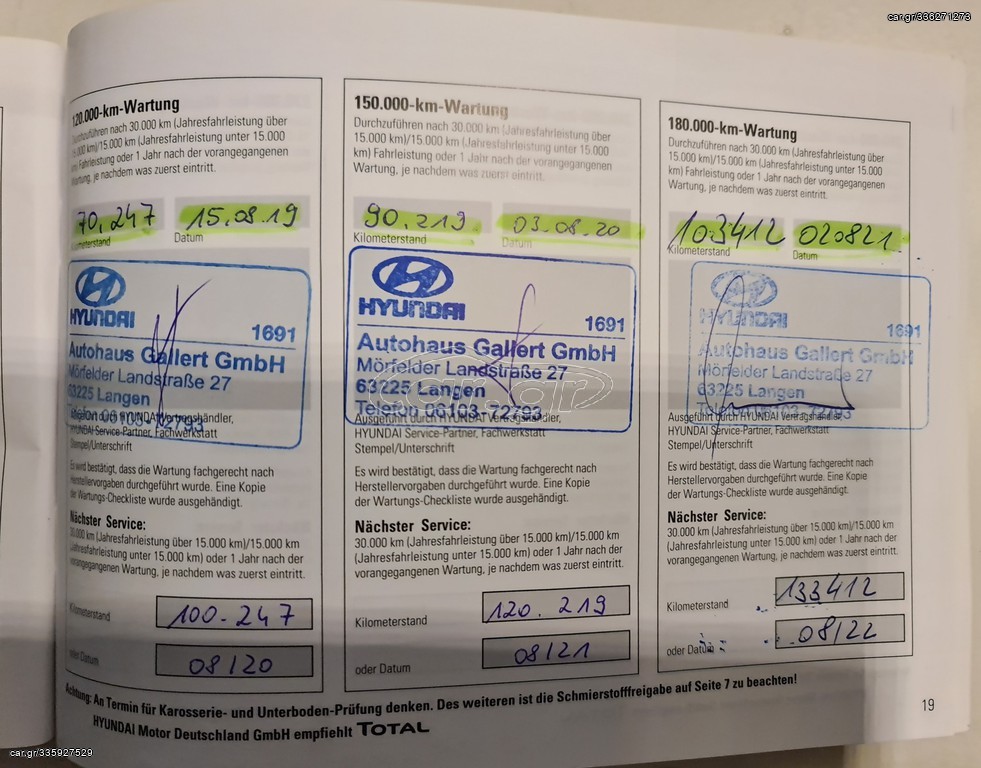 car.gr/336271273
120.000-km-Wartung
Durchzuführen nach 30.000 km (Jahresfahrleistung über
15.000 km)/15.000 km (Jahresfahrleistung unter 15.000
km) Fahrleistung oder 1 Jahr nach der vorangegangenen
Wartung, je nachdem was zuerst eintritt.
70.247
15.08.19
Kilometerstand
Datum
HYUNDAI
1691
Autohaus Gallert GmbH
Mörfelder Landstraße 27
63225 Langen
Telefon 06103-72793
Ausgeführt durch HYUNDAI Vertragshändler,
HYUNDAI Service-Partner, Fachwerkstatt
Stempel/Unterschrift
Es wird bestätigt, dass die Wartung fachgerecht nach
Herstellervorgaben durchgeführt wurde. Eine Kopie
der Wartungs-Checkliste wurde ausgehändigt.
Nächster Service:
30.000 km (Jahresfahrleistung über 15.000 km)/15.000 km
(Jahresfahrleistung unter 15.000 km) oder 1 Jahr nach der
vorangegangenen Wartung, je nachdem was zuerst eintritt.
Kilometerstand
100.247
oder Datum
08/20
150.000-km-Wartung
Durchzuführen nach 30.000 km (Jahresfahrleistung über
15.000 km)/15.000 km (Jahresfahrleistung unter 15.000
km) Fahrleistung oder 1 Jahr nach der vorangegangenen
Wartung, je nachdem was zuerst eintritt.
90.219
03.08.20
Kilometerstand
Datum
HYUNDAI
1691
Autohaus Gallert GmbH
Mörfelder Landstraße 27
63225 Langen
Telefon 06103-72793
Ausgeführt durch HYUNDAI Vertragshändler,
HYUNDAI Service-Partner, Fachwerkstatt
Stempel/Unterschrift
Es wird bestätigt, dass die Wartung fachgerecht nach
Herstellervorgaben durchgeführt wurde. Eine Kopie
der Wartungs-Checkliste wurde ausgehändigt.
Nächster Service:
30.000 km (Jahresfahrleistung über 15.000 km)/15.000 km
(Jahresfahrleistung unter 15.000 km) oder 1 Jahr nach der
vorangegangenen Wartung, je nachdem was zuerst eintritt.
Kilometerstand
120.219
oder Datum
08/21
180.000-km-Wartung
Durchzuführen nach 30.000 km (Jahresfahrleistung über
15.000 km)/15.000 km (Jahresfahrleistung unter 15.000
km) Fahrleistung oder 1 Jahr nach der vorangegangenen
Wartung, je nachdem was zuerst eintritt.
103412
020821
Kilometerstand
Datum
HYUNDAI
1691
Autohaus Gallert GmbH
Mörfelder Landstraße 27
63225 Langen
Telefon 06103-72793
Ausgeführt durch HYUNDAI Vertragshändler,
HYUNDAI Service-Partner, Fachwerkstatt
Stempel/Unterschrift
Es wird bestätigt, dass die Wartung fachgerecht nach
Herstellervorgaben durchgeführt wurde. Eine Kopie
der Wartungs-Checkliste wurde ausgehändigt.
Nächster Service:
30.000 km (Jahresfahrleistung über 15.000 km)/15.000 km
(Jahresfahrleistung unter 15.000 km) oder 1 Jahr nach der
vorangegangenen Wartung, je nachdem was zuerst eintritt.
Kilometerstand
133412
oder Datum
08/22
car.gr
Achtung: An Termin für Karosserie- und Unterboden-Prüfung denken. Des weiteren ist die Schmierstofffreigabe auf Seite 7 zu beachten!
HYUNDAI Motor Deutschland GmbH empfiehlt TOTAL
19
car.gr/335927529